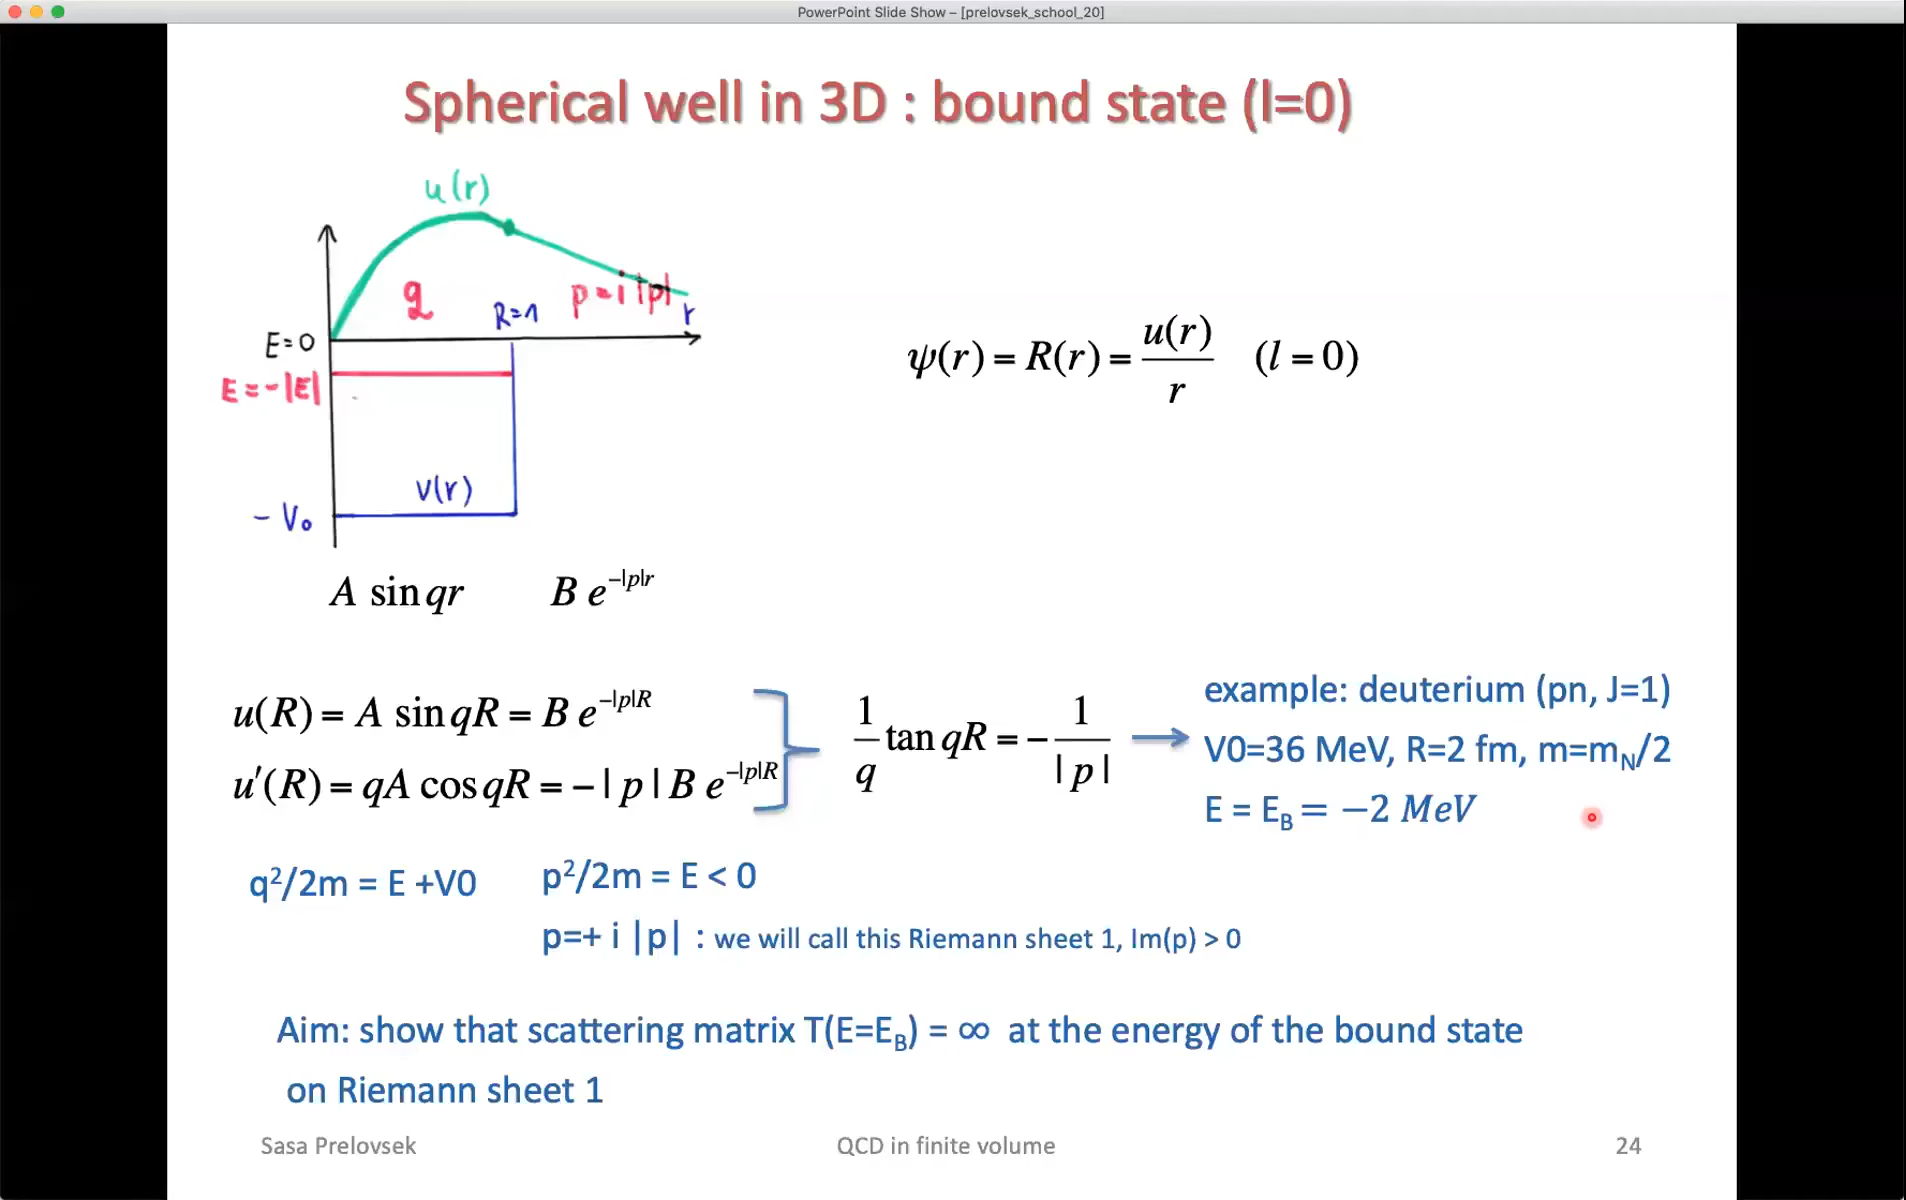 PowerPoint Slide Show – [prelovsek_school_20]
Spherical well in 3D : bound state (l=0)
u(r)
q
R=1
p=i|p|
r
E=0
E=-|E|
V(r)
- V₀
ψ(r) = R(r) = u(r)/r (l = 0)
A sin qr
B e^{-|p|r}
u(R) = A sin qR = B e^{-|p|R}
u'(R) = qA cos qR = -|p| B e^{-|p|R}
1/q tan qR = - 1/|p|
example: deuterium (pn, J=1)
V0=36 MeV, R=2 fm, m=m_N/2
E = E_B = −2 MeV
q²/2m = E +V0
p²/2m = E < 0
p=+ i |p| : we will call this Riemann sheet 1, Im(p) > 0
Aim: show that scattering matrix T(E=E_B) = ∞ at the energy of the bound state
on Riemann sheet 1
Sasa Prelovsek
QCD in finite volume
24